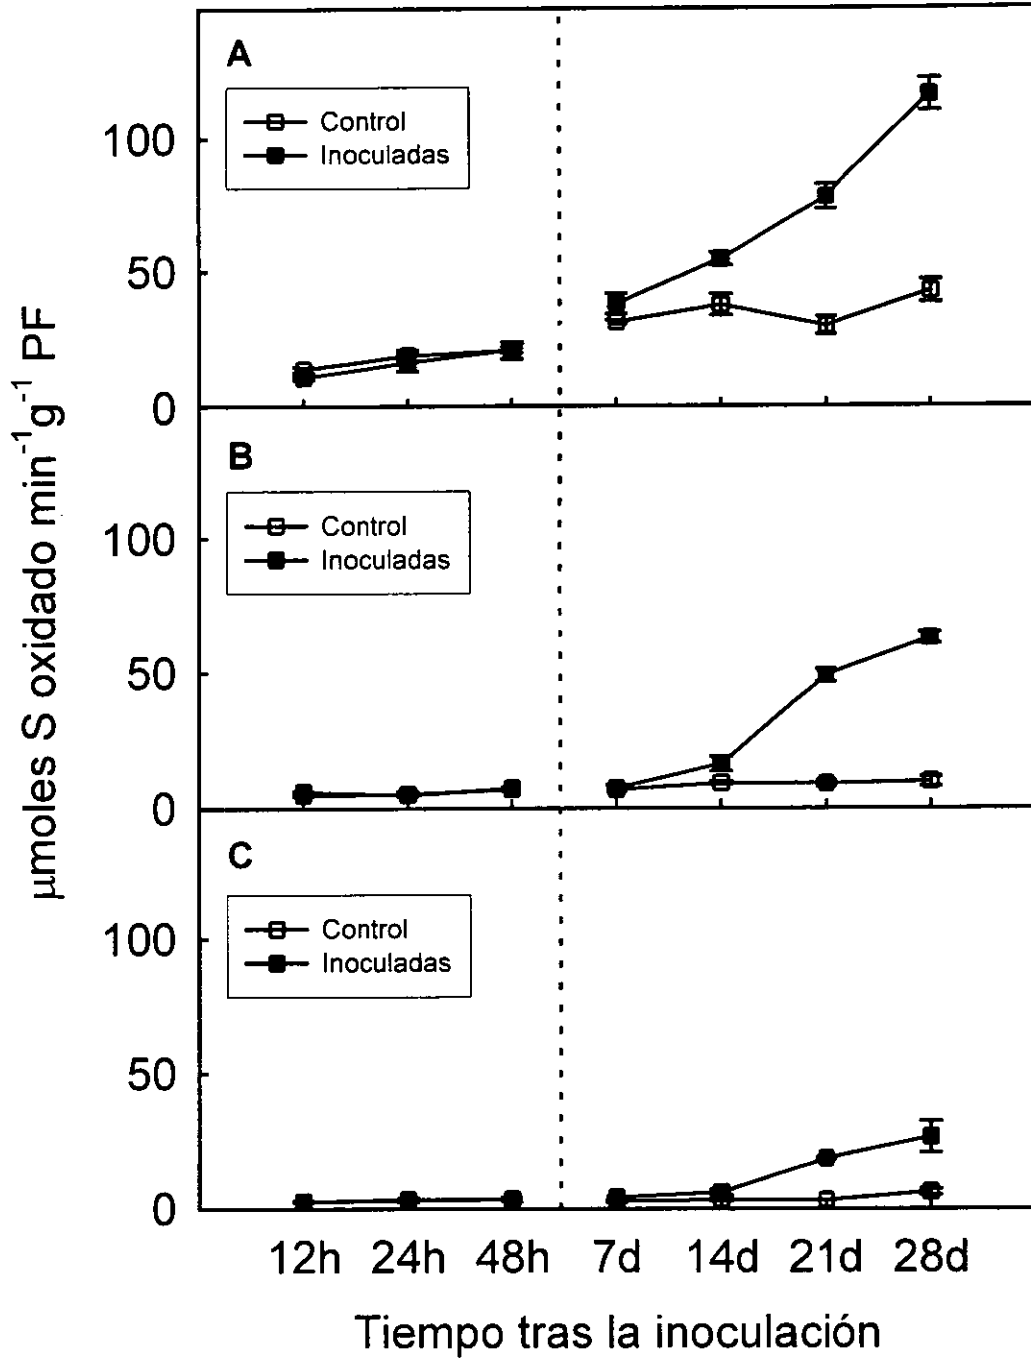 µmoles S oxidado min-1g-1 PF
A
Control
Inoculadas
100
50
0
B
Control
Inoculadas
100
50
0
C
Control
Inoculadas
100
50
0
12h 24h 48h 7d 14d 21d 28d
Tiempo tras la inoculación